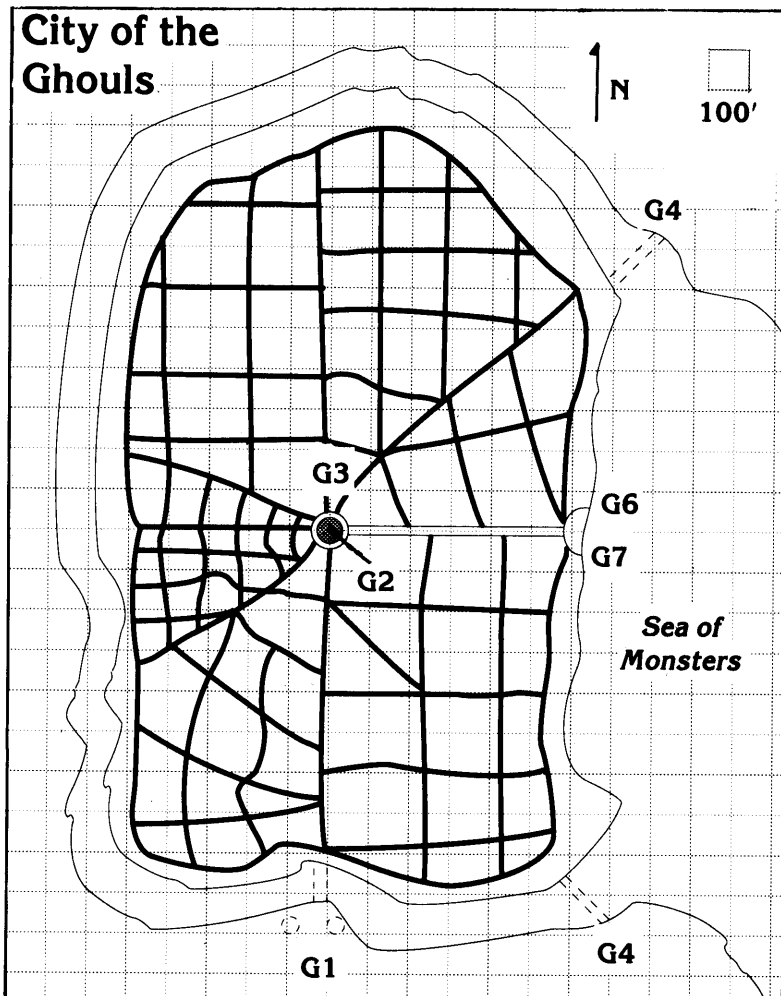 City of the
Ghouls
N
100'
G4
G3
G6
G7
G2
Sea of
Monsters
G1
G4